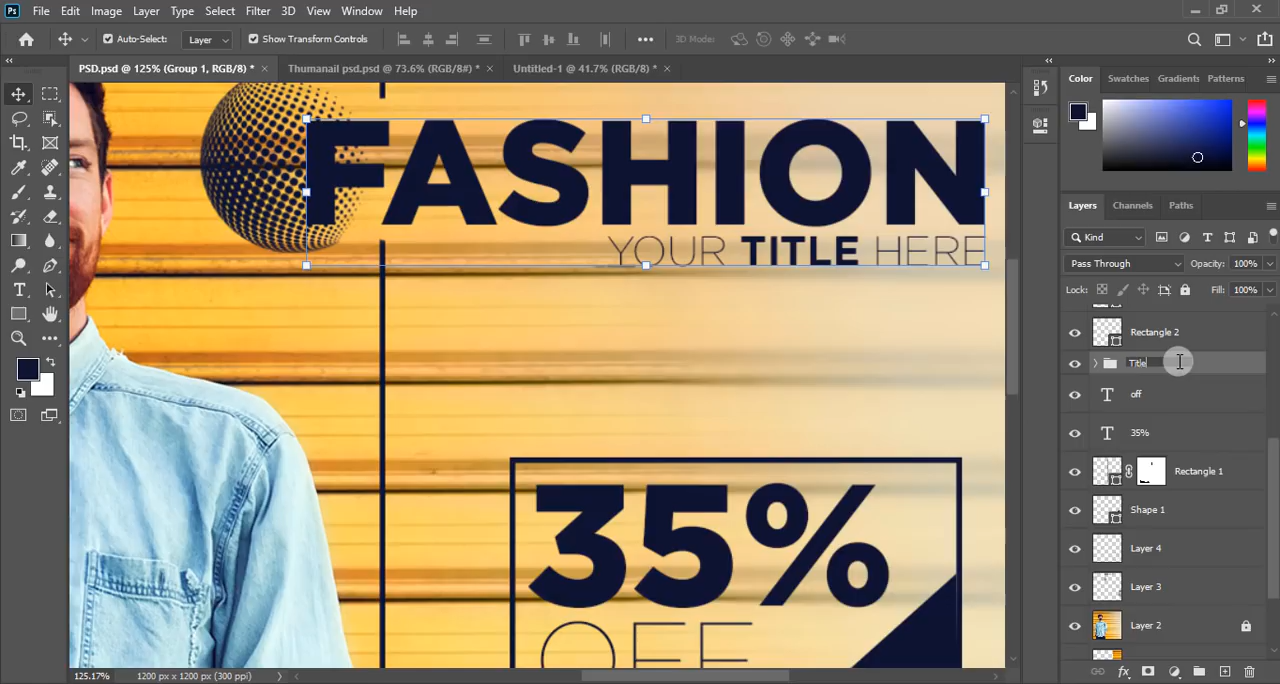 Ps File Edit Image Layer Type Select Filter 3D View Window Help
Auto-Select: Layer Show Transform Controls ••• 3D Mode:
PSD.psd @ 125% (Group 1, RGB/8) * × Thumanail psd.psd @ 73.6% (RGB/8#) * × Untitled-1 @ 41.7% (RGB/8) * ×
Color Swatches Gradients Patterns
FASHION
YOUR TITLE HERE
35%
OFF
Layers Channels Paths
Kind
Pass Through Opacity: 100%
Lock: Fill: 100%
Rectangle 2
Title
off
35%
Rectangle 1
Shape 1
Layer 4
Layer 3
Layer 2
125.17% 1200 px x 1200 px (300 ppi)